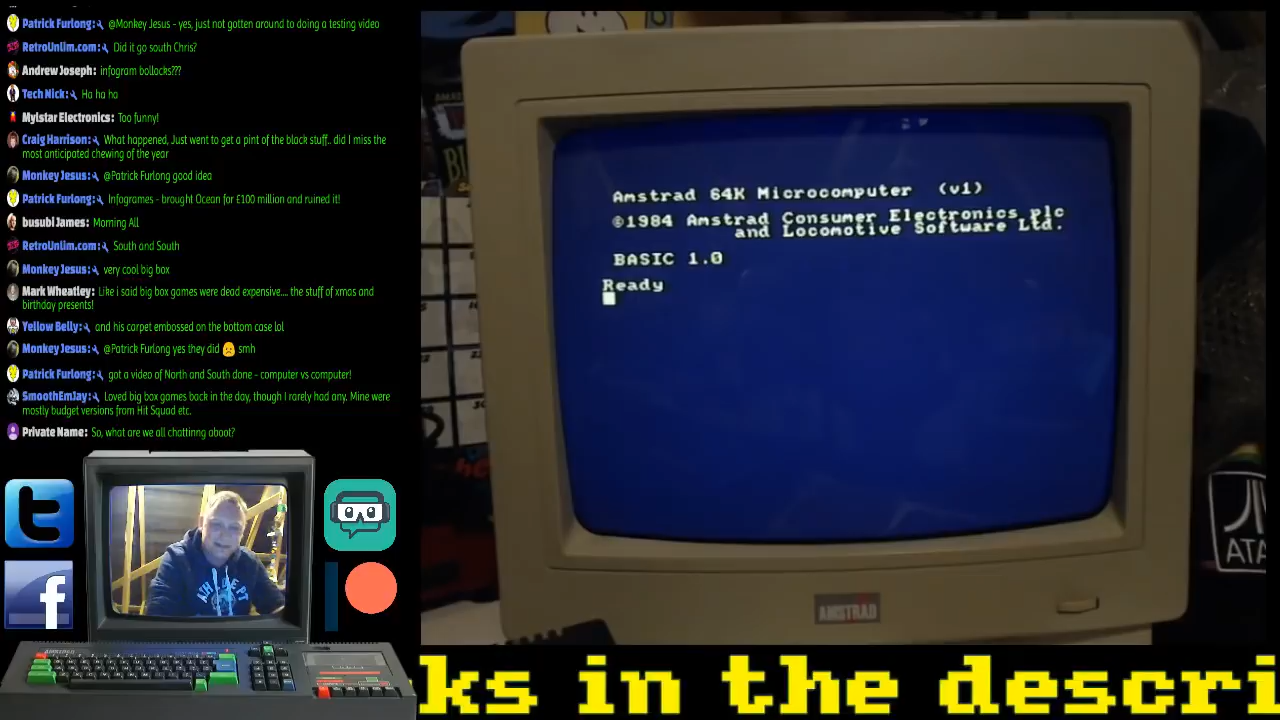 Patrick Furlong: @Monkey Jesus - yes, just not gotten around to doing a testing video
RetroUnlim.com: Did it go south Chris?
Andrew Joseph: infogram bollocks???
Tech Nick: Ha ha ha
Mylstar Electronics: Too funny!
Craig Harrison: What happened, Just went to get a pint of the black stuff.. did I miss the
most anticipated chewing of the year
Monkey Jesus: @Patrick Furlong good idea
Patrick Furlong: Infogrames - brought Ocean for £100 million and ruined it!
busubi James: Morning All
RetroUnlim.com: South and South
Monkey Jesus: very cool big box
Mark Wheatley: Like i said big box games were dead expensive.... the stuff of xmas and
birthday presents!
Yellow Belly: and his carpet embossed on the bottom case lol
Monkey Jesus: @Patrick Furlong yes they did 😞 smh
Patrick Furlong: got a video of North and South done - computer vs computer!
SmoothEmJay: Loved big box games back in the day, though I rarely had any. Mine were
mostly budget versions from Hit Squad etc.
Private Name: So, what are we all chattinng aboot?
Amstrad 64K Microcomputer (v1)
©1984 Amstrad Consumer Electronics plc
and Locomotive Software Ltd.
BASIC 1.0
Ready
AMSTRAD
ATA
ks in the descri